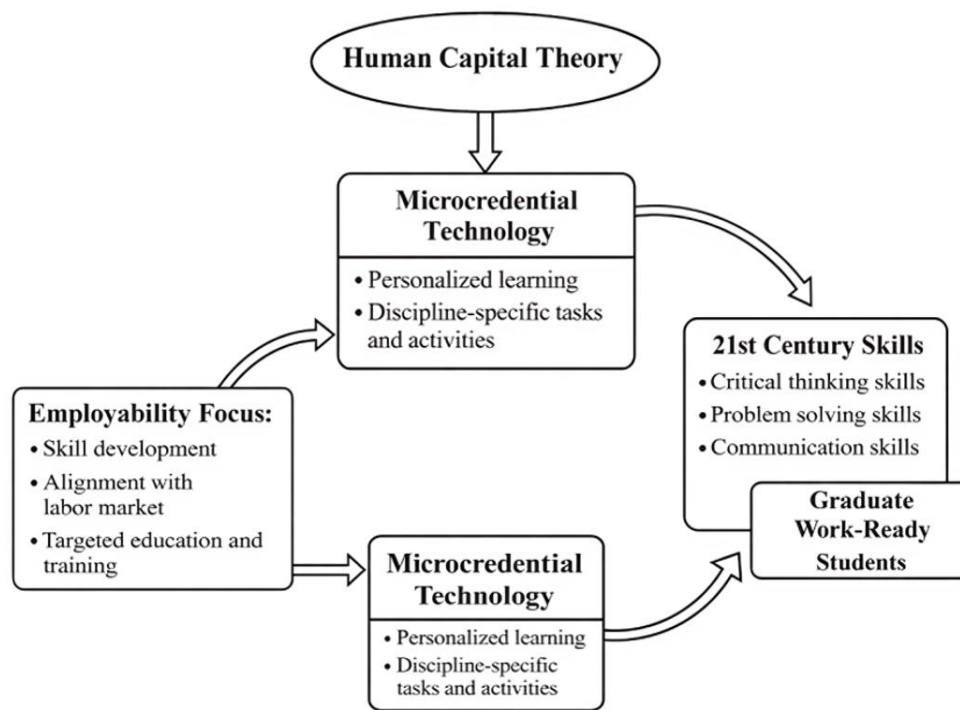 Human Capital Theory
Microcredential
Technology
• Personalized learning
• Discipline-specific tasks
and activities
21st Century Skills
• Critical thinking skills
• Problem solving skills
• Communication skills
Graduate
Work-Ready
Students
Employability Focus:
• Skill development
• Alignment with
labor market
• Targeted education and
training
Microcredential
Technology
• Personalized learning
• Discipline-specific
tasks and activities